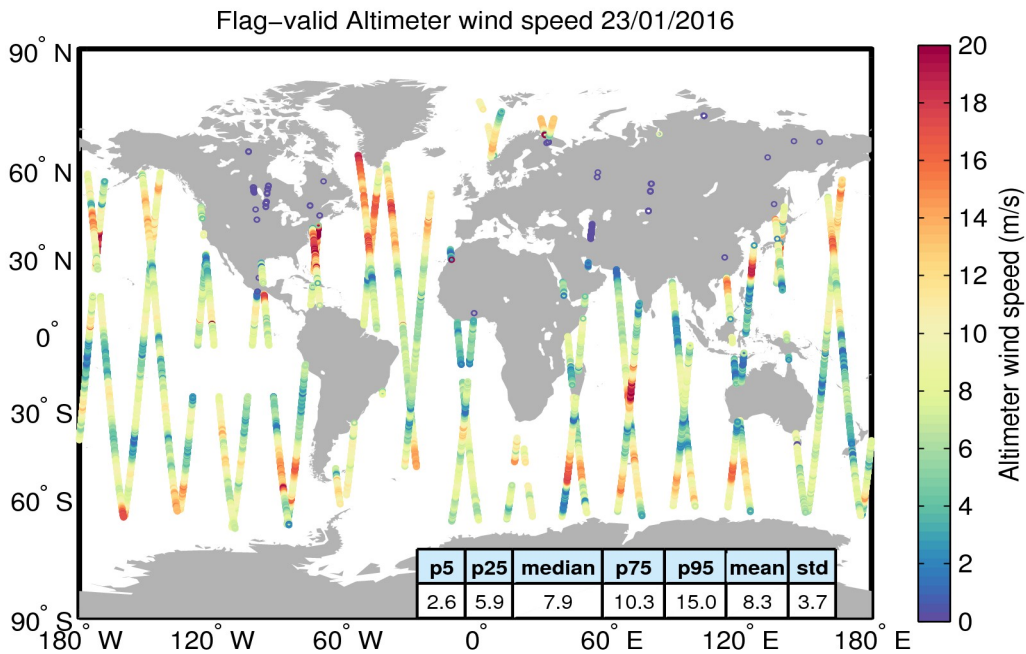 Flag−valid Altimeter wind speed 23/01/2016
90° N
60° N
30° N
0°
30° S
60° S
90° S
180° W
120° W
60° W
0°
60° E
120° E
180° E
p5 p25 median p75 p95 mean std
2.6 5.9 7.9 10.3 15.0 8.3 3.7
20
18
16
14
12
10
8
6
4
2
0
Altimeter wind speed (m/s)